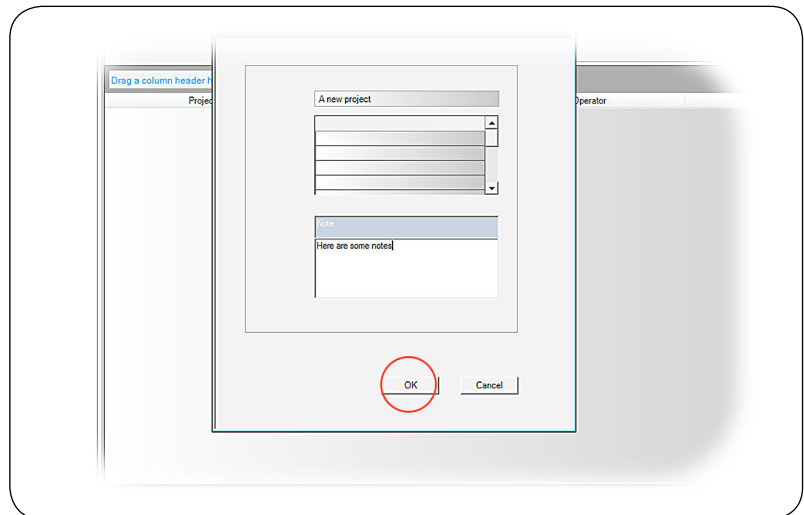 Drag a column header h
Projec
Operator
A new project
Note
Here are some notes
OK
Cancel